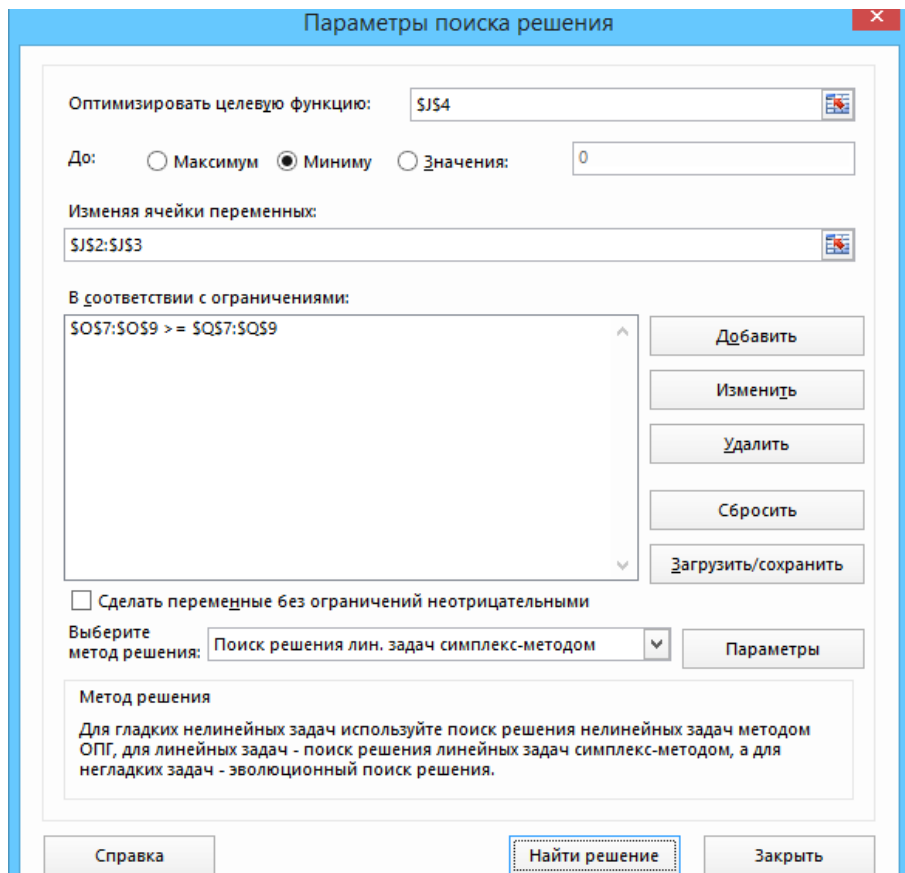 Параметры поиска решения
Оптимизировать целевую функцию: $J$4
До: Максимум Миниму Значения: 0
Изменяя ячейки переменных:
$J$2:$J$3
В соответствии с ограничениями:
$O$7:$O$9 >= $Q$7:$Q$9
Добавить
Изменить
Удалить
Сбросить
Загрузить/сохранить
Сделать переменные без ограничений неотрицательными
Выберите
метод решения: Поиск решения лин. задач симплекс-методом Параметры
Метод решения
Для гладких нелинейных задач используйте поиск решения нелинейных задач методом
ОПГ, для линейных задач - поиск решения линейных задач симплекс-методом, а для
негладких задач - эволюционный поиск решения.
Справка Найти решение Закрыть